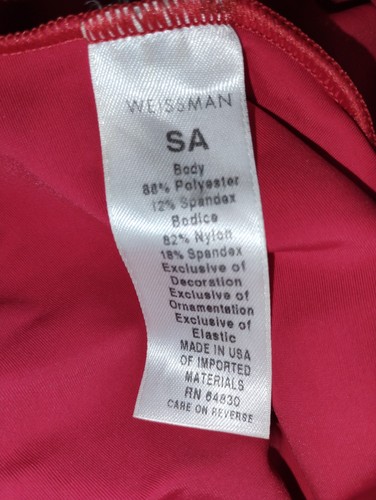 WEISSMAN
SA
Body
88% Polyester
12% Spandex
Bodice
82% Nylon
18% Spandex
Exclusive of
Decoration
Exclusive of
Ornamentation
Exclusive of
Elastic
MADE IN USA
OF IMPORTED
MATERIALS
RN 64830
CARE ON REVERSE